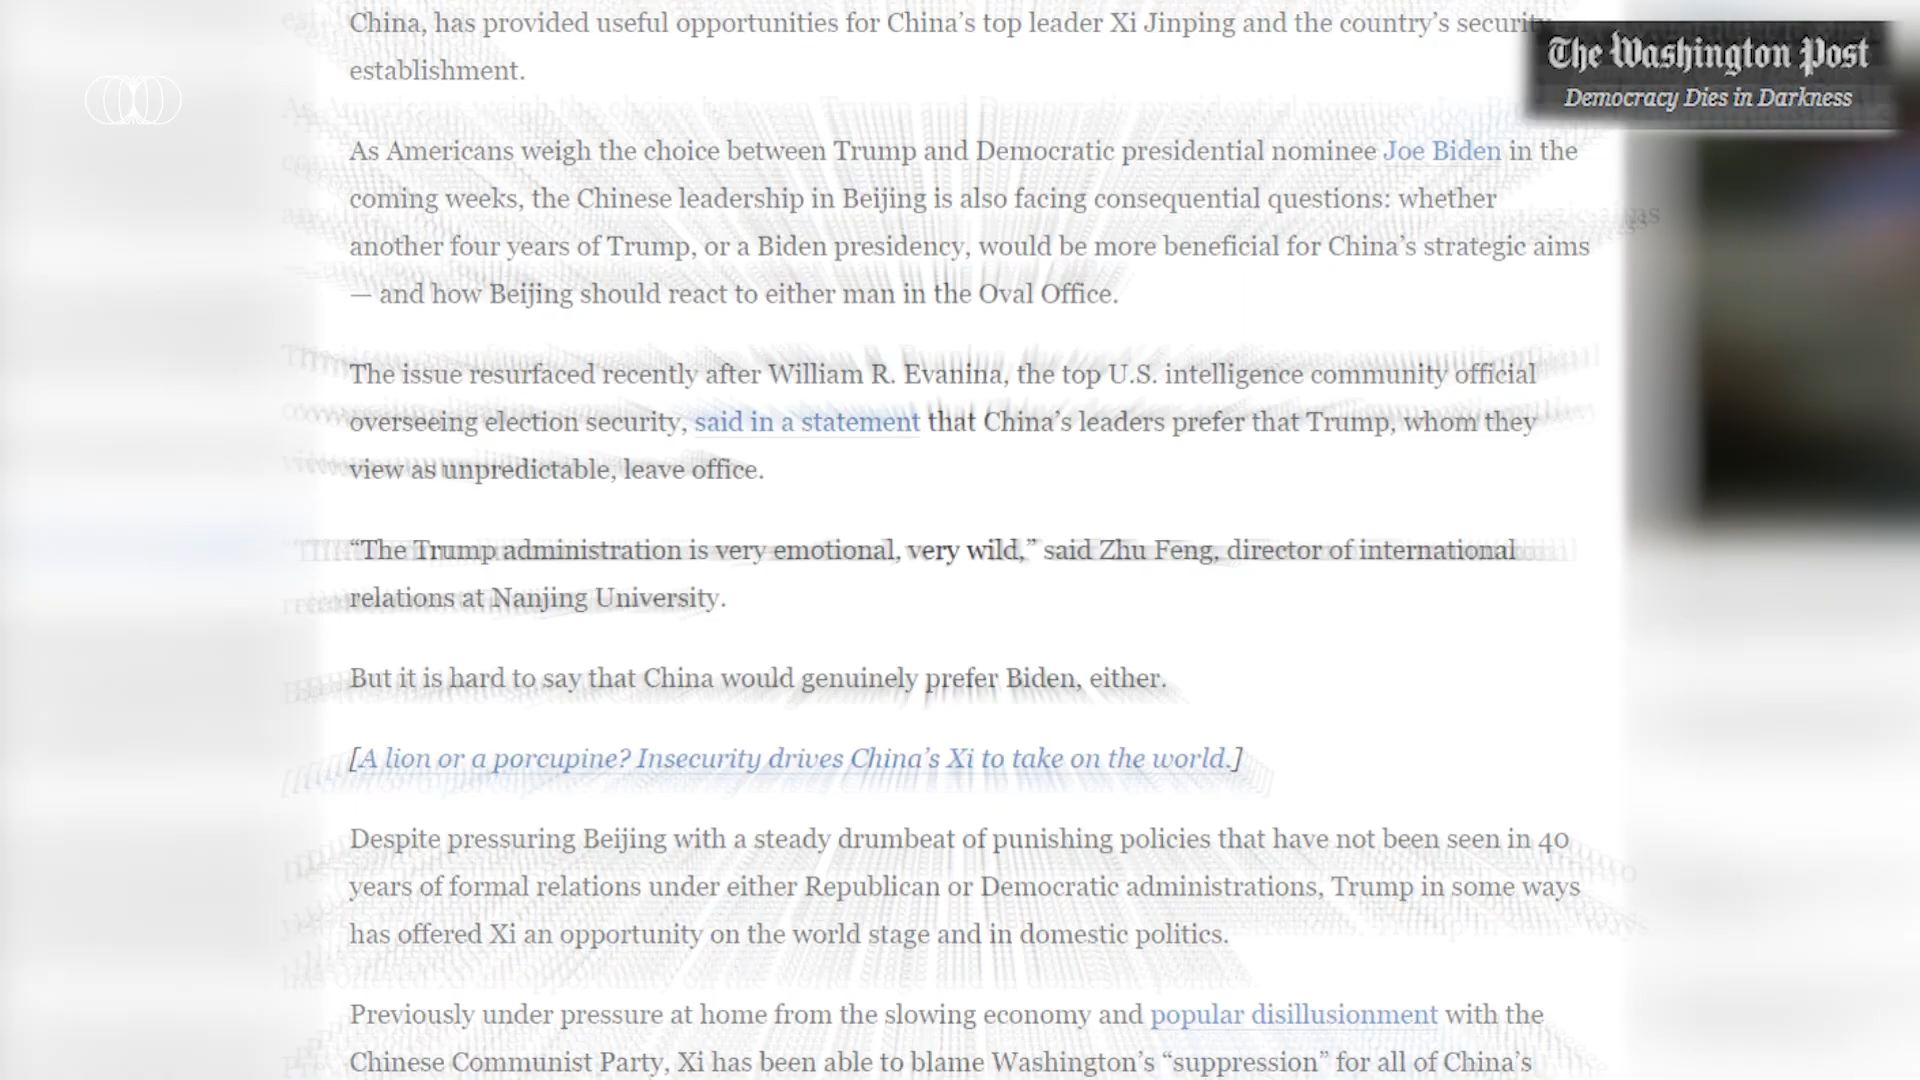 China, has provided useful opportunities for China’s top leader Xi Jinping and the country’s security
establishment.
The Washington Post
Democracy Dies in Darkness
As Americans weigh the choice between Trump and Democratic presidential nominee Joe Biden in the
coming weeks, the Chinese leadership in Beijing is also facing consequential questions: whether
another four years of Trump, or a Biden presidency, would be more beneficial for China’s strategic aims
— and how Beijing should react to either man in the Oval Office.
The issue resurfaced recently after William R. Evanina, the top U.S. intelligence community official
overseeing election security, said in a statement that China’s leaders prefer that Trump, whom they
view as unpredictable, leave office.
“The Trump administration is very emotional, very wild,” said Zhu Feng, director of international
relations at Nanjing University.
But it is hard to say that China would genuinely prefer Biden, either.
[A lion or a porcupine? Insecurity drives China’s Xi to take on the world.]
Despite pressuring Beijing with a steady drumbeat of punishing policies that have not been seen in 40
years of formal relations under either Republican or Democratic administrations, Trump in some ways
has offered Xi an opportunity on the world stage and in domestic politics.
Previously under pressure at home from the slowing economy and popular disillusionment with the
Chinese Communist Party, Xi has been able to blame Washington’s “suppression” for all of China’s